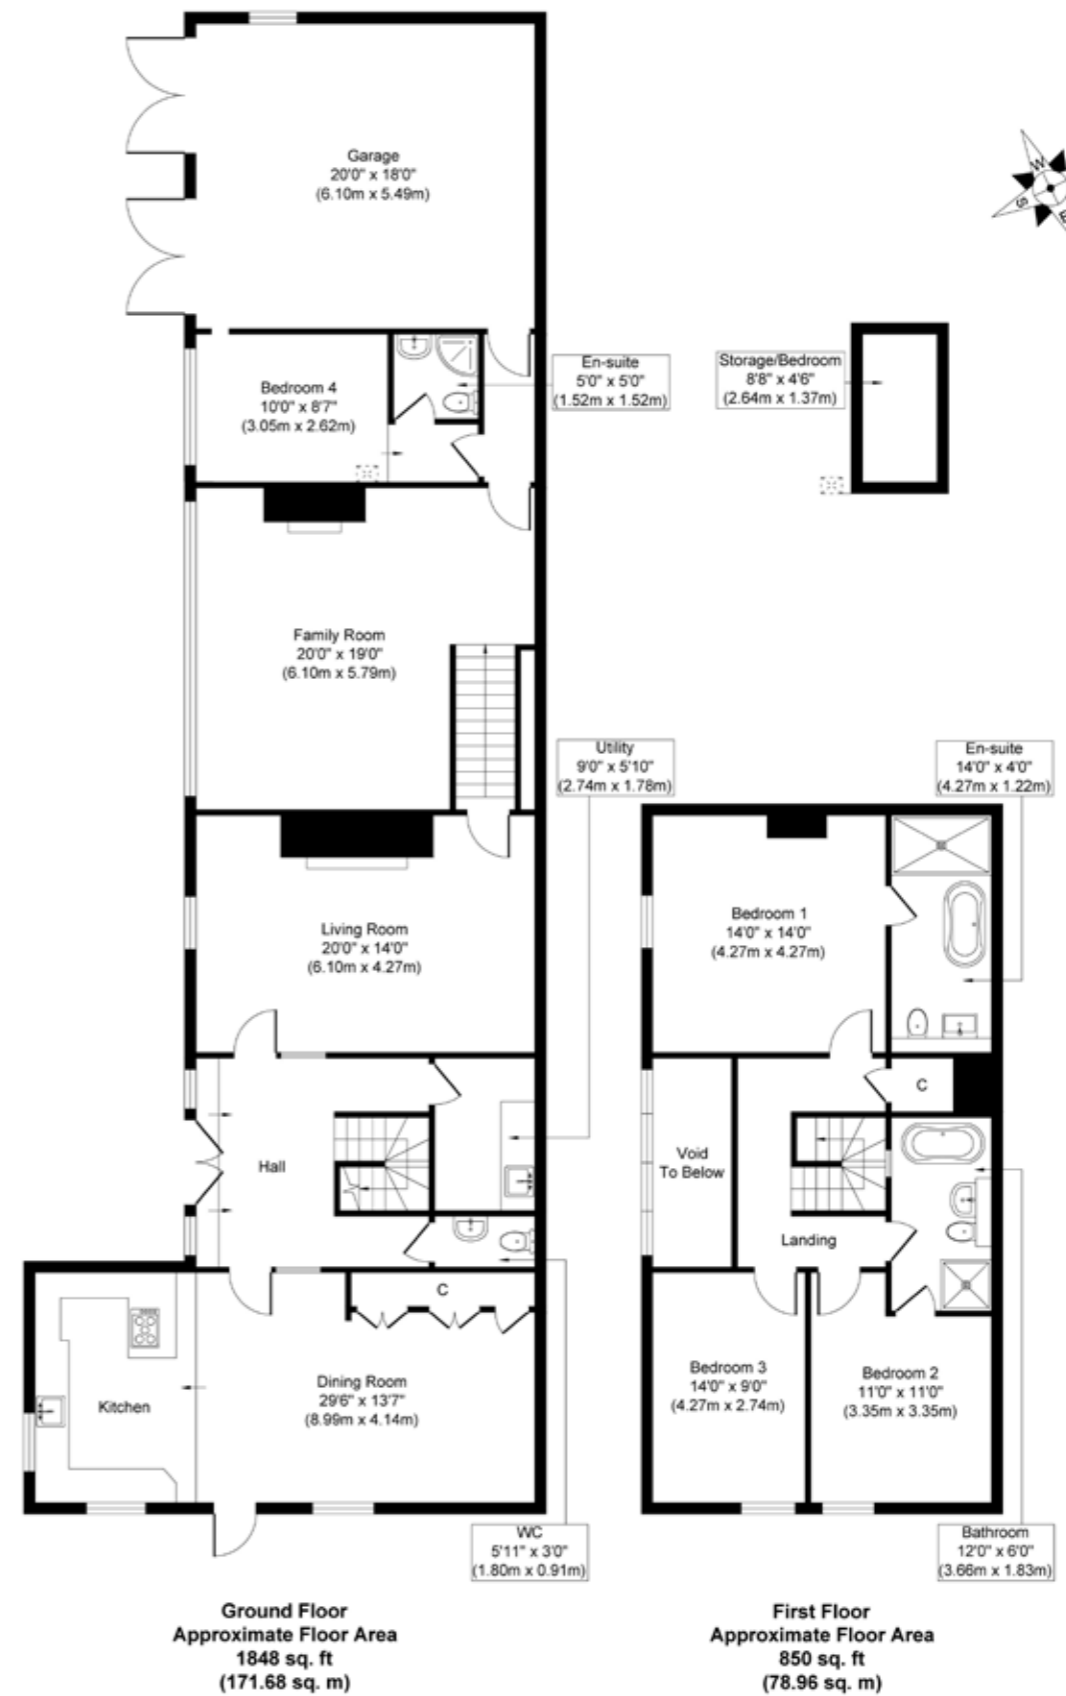 Garage
20'0" x 18'0"
(6.10m x 5.49m)
W
S
E
En-suite
5'0" x 5'0"
(1.52m x 1.52m)
Storage/Bedroom
8'8" x 4'6"
(2.64m x 1.37m)
Bedroom 4
10'0" x 8'7"
(3.05m x 2.62m)
Family Room
20'0" x 19'0"
(6.10m x 5.79m)
Utility
9'0" x 5'10"
(2.74m x 1.78m)
En-suite
14'0" x 4'0"
(4.27m x 1.22m)
Living Room
20'0" x 14'0"
(6.10m x 4.27m)
Bedroom 1
14'0" x 14'0"
(4.27m x 4.27m)
C
Hall
Void
To Below
Landing
C
Kitchen
Dining Room
29'6" x 13'7"
(8.99m x 4.14m)
Bedroom 3
14'0" x 9'0"
(4.27m x 2.74m)
Bedroom 2
11'0" x 11'0"
(3.35m x 3.35m)
WC
5'11" x 3'0"
(1.80m x 0.91m)
Bathroom
12'0" x 6'0"
(3.66m x 1.83m)
Ground Floor
Approximate Floor Area
1848 sq. ft
(171.68 sq. m)
First Floor
Approximate Floor Area
850 sq. ft
(78.96 sq. m)